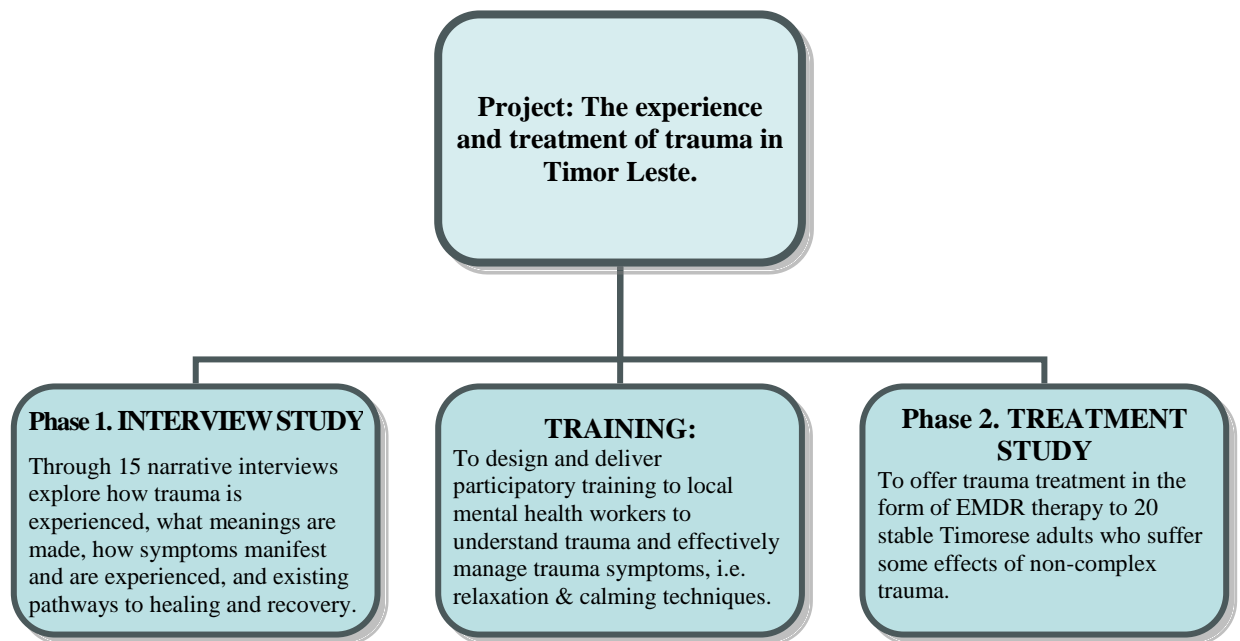 Project: The experience
and treatment of trauma in
Timor Leste.
Phase 1. INTERVIEW STUDY
Through 15 narrative interviews
explore how trauma is
experienced, what meanings are
made, how symptoms manifest
and are experienced, and existing
pathways to healing and recovery.
TRAINING:
To design and deliver
participatory training to local
mental health workers to
understand trauma and effectively
manage trauma symptoms, i.e.
relaxation & calming techniques.
Phase 2. TREATMENT
STUDY
To offer trauma treatment in the
form of EMDR therapy to 20
stable Timorese adults who suffer
some effects of non-complex
trauma.